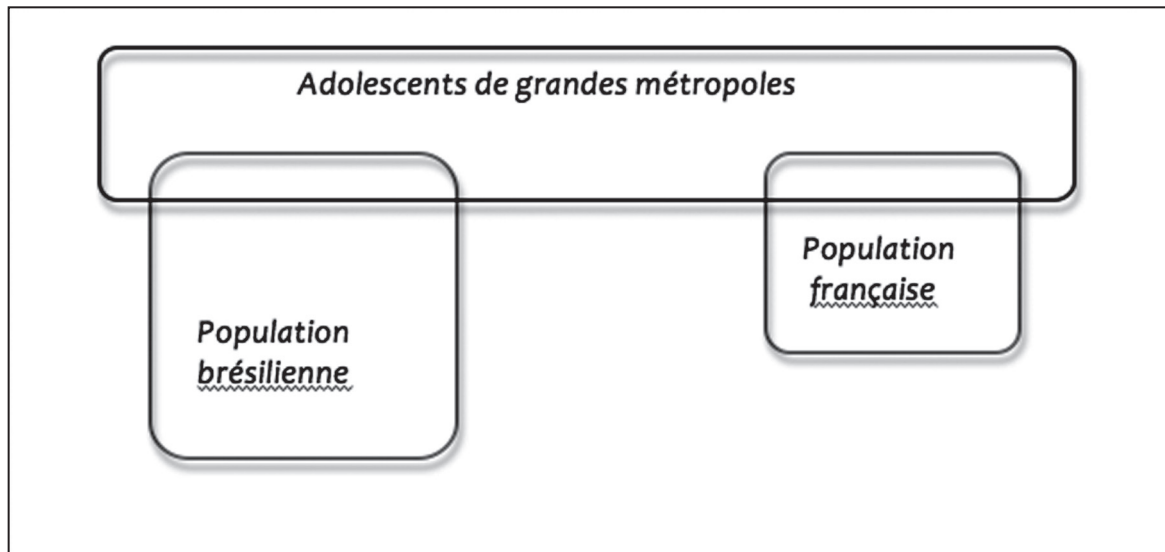 Adolescents de grandes métropoles
Population
française
Population
brésilienne